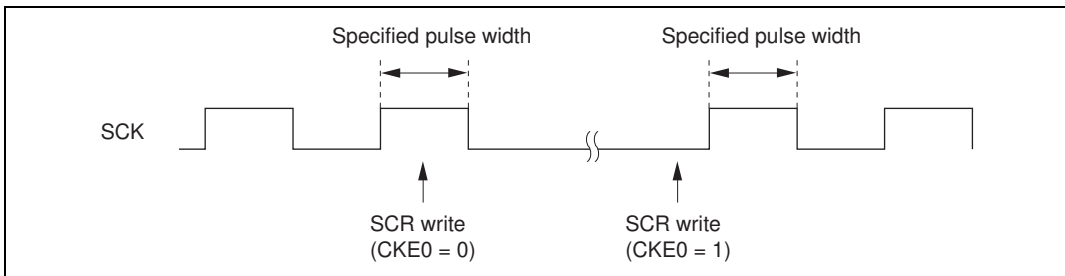 Specified pulse width
Specified pulse width
SCK
SCR write
(CKE0 = 0)
SCR write
(CKE0 = 1)